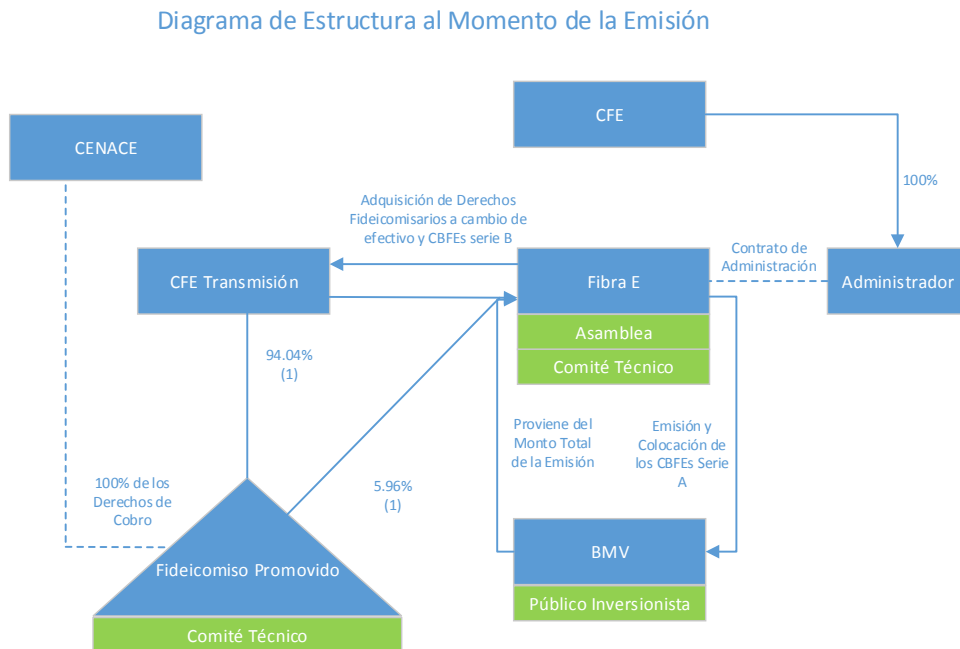 Diagrama de Estructura al Momento de la Emisión
CFE
CENACE
100%
Adquisición de Derechos
Fideicomisarios a cambio de
efectivo y CBFEs serie B
Contrato de
Administración
CFE Transmisión
Fibra E
Administrador
Asamblea
Comité Técnico
94.04%
(1)
Proviene del
Monto Total
de la Emisión
Emisión y
Colocación de
los CBFEs Serie
A
100% de los
Derechos de
Cobro
5.96%
(1)
BMV
Público Inversionista
Fideicomiso Promovido
Comité Técnico